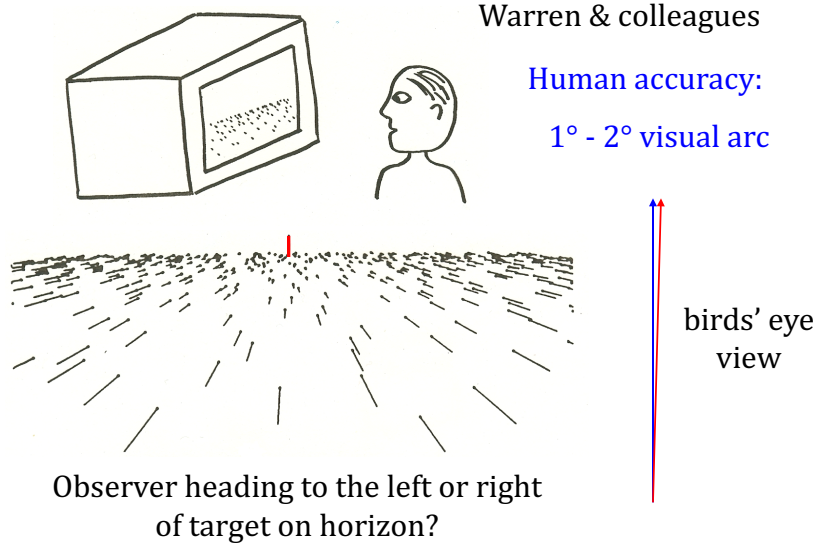 Warren & colleagues
Human accuracy:
1° - 2° visual arc
birds’ eye
view
Observer heading to the left or right
of target on horizon?